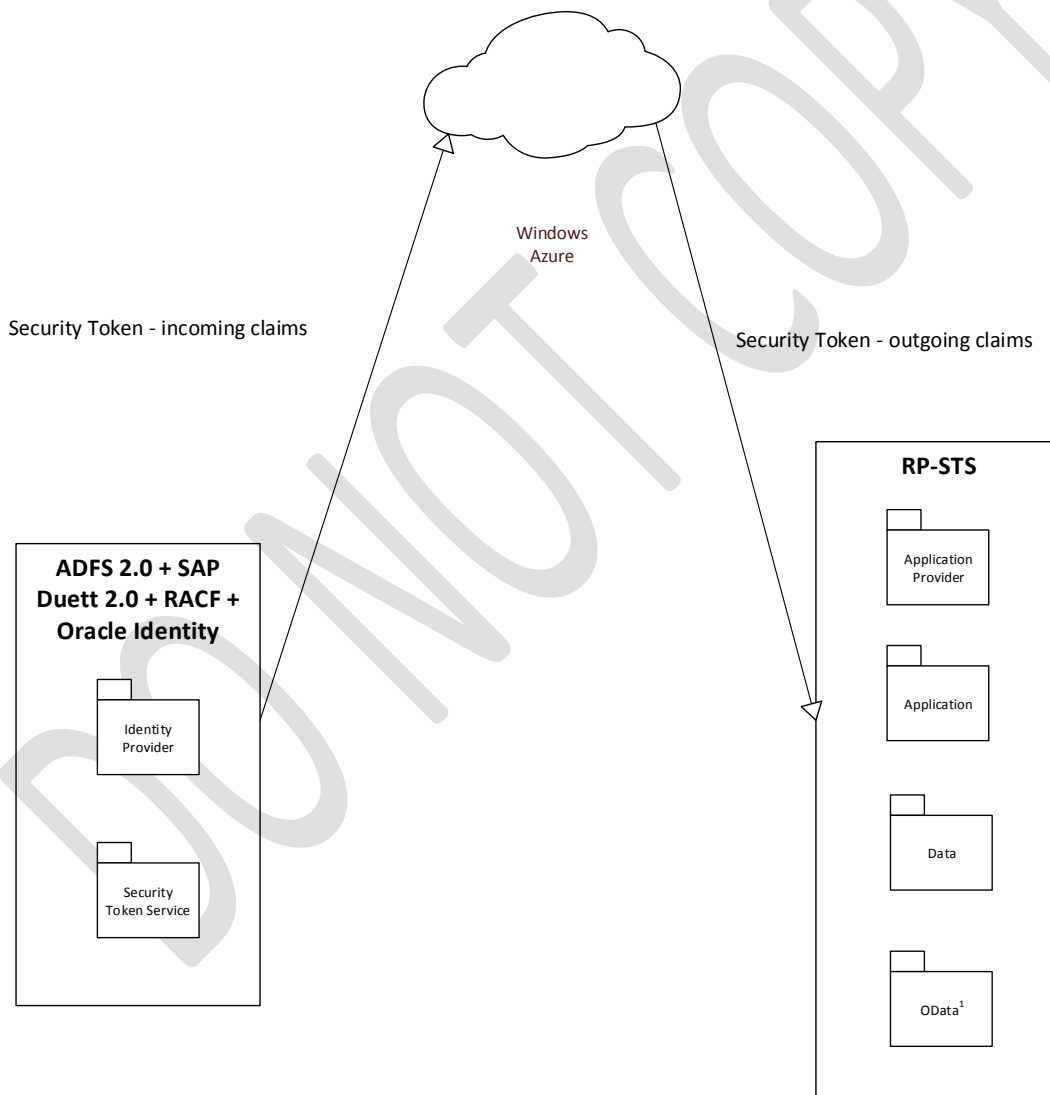 Windows
Azure
Security Token - incoming claims
Security Token - outgoing claims
RP-STS
Application
Provider
ADFS 2.0 + SAP
Duett 2.0 + RACF +
Oracle Identity
Application
Identity
Provider
Data
Security
Token Service
OData¹
DO NOT COPY